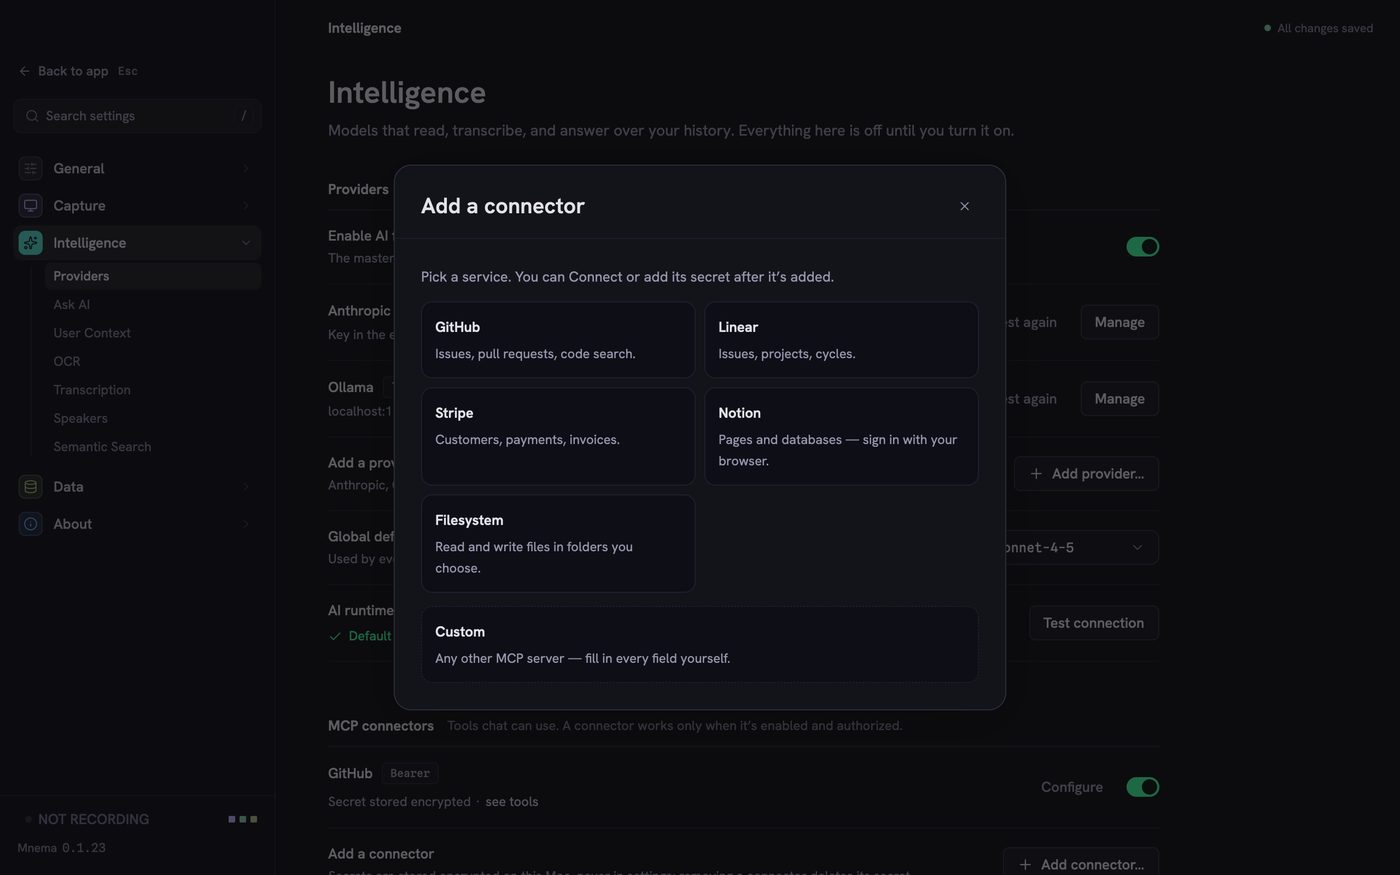 Intelligence
All changes saved
Back to app Esc
Search settings /
General
Capture
Intelligence
Providers
Ask AI
User Context
OCR
Transcription
Speakers
Semantic Search
Data
About
NOT RECORDING
Mnema 0.1.23
Intelligence
Models that read, transcribe, and answer over your history. Everything here is off until you turn it on.
Providers
Enable AI
The master
Anthropic
again Manage
Key in the
Ollama
again Manage
localhost:1
Add a
Add provider...
Anthropic,
Global
-4-5
Used by
AI runtime
Test connection
Default
Add a connector
Pick a service. You can Connect or add its secret after it’s added.
GitHub
Issues, pull requests, code search.
Linear
Issues, projects, cycles.
Stripe
Customers, payments, invoices.
Notion
Pages and databases — sign in with your
browser.
Filesystem
Read and write files in folders you
choose.
Custom
Any other MCP server — fill in every field yourself.
MCP connectors Tools chat can use. A connector works only when it’s enabled and authorized.
GitHub Bearer
Configure
Secret stored encrypted · see tools
Add a connector
Add connector...